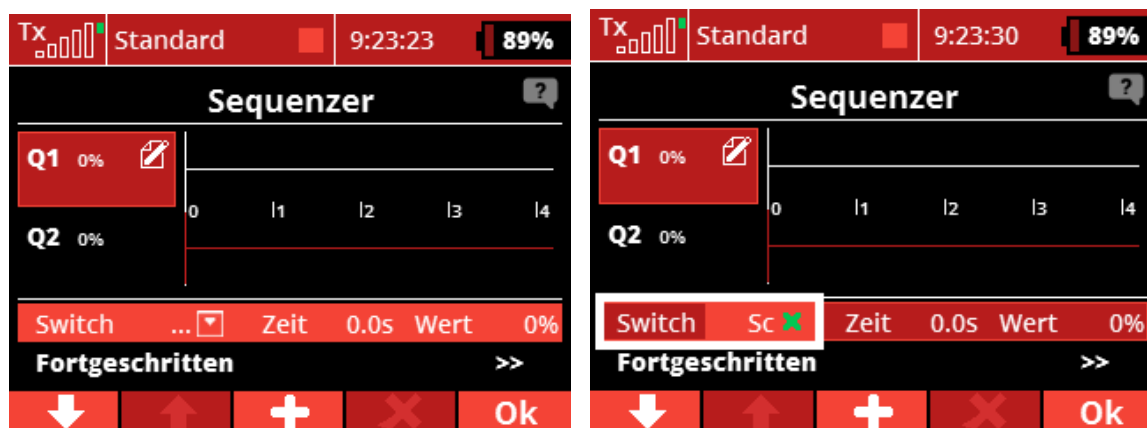 Tx Standard 9:23:23 89%
Sequenzer ?
Q1 0%
0 1 2 3 4
Q2 0%
Switch ... Zeit 0.0s Wert 0%
Fortgeschritten >>
Ok
Tx Standard 9:23:30 89%
Sequenzer ?
Q1 0%
0 1 2 3 4
Q2 0%
Switch Sc Zeit 0.0s Wert 0%
Fortgeschritten >>
Ok